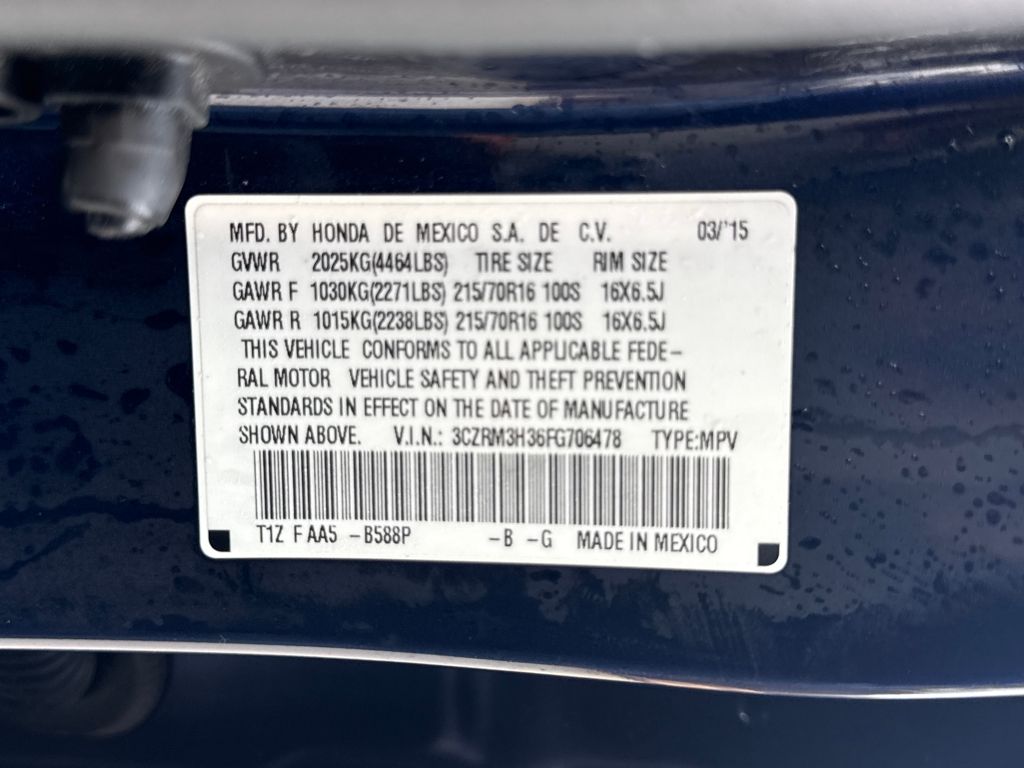 MFD. BY HONDA DE MEXICO S.A. DE C.V. 03/'15
GVWR 2025KG(4464LBS) TIRE SIZE RIM SIZE
GAWR F 1030KG(2271LBS) 215/70R16 100S 16X6.5J
GAWR R 1015KG(2238LBS) 215/70R16 100S 16X6.5J
THIS VEHICLE CONFORMS TO ALL APPLICABLE FEDE-
RAL MOTOR VEHICLE SAFETY AND THEFT PREVENTION
STANDARDS IN EFFECT ON THE DATE OF MANUFACTURE
SHOWN ABOVE. V.I.N.: 3CZRM3H36FG706478 TYPE:MPV
T1Z F AA5 -B588P -B -G MADE IN MEXICO